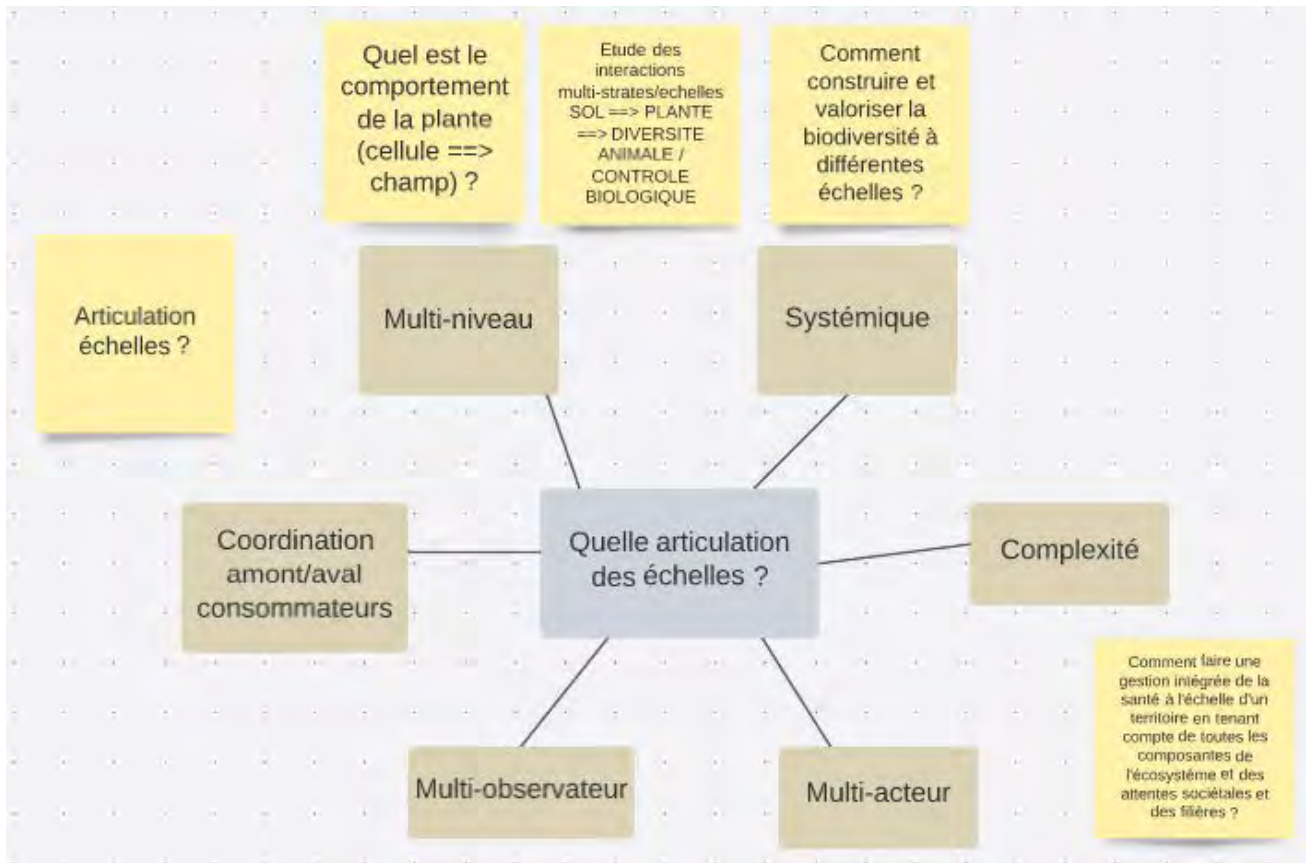 Quel est le
comportement
de la plante
(cellule ==>
champ) ?
Etude des
interactions
multi-strates/echelles
SOL ==> PLANTE
==> DIVERSITE
ANIMALE /
CONTROLE
BIOLOGIQUE
Comment
construire et
valoriser la
biodiversité à
différentes
échelles ?
Articulation
échelles ?
Multi-niveau
Systémique
Coordination
amont/aval
consommateurs
Quelle articulation
des échelles ?
Complexité
Multi-observateur
Multi-acteur
Comment faire une
gestion intégrée de la
santé à l'échelle d'un
territoire en tenant
compte de toutes les
composantes de
l'écosystéme et des
attentes sociétales et
des filières ?